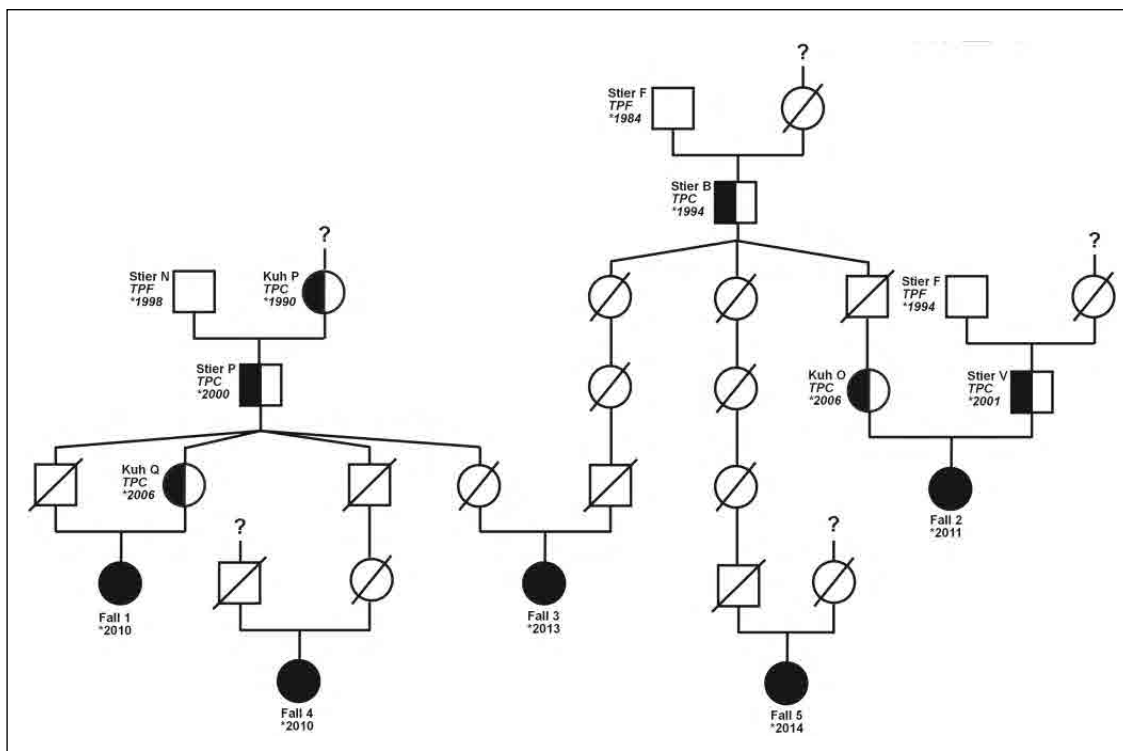 ?
Stier F
TPF
*1984
Stier B
TPC
*1994
?
Stier N
TPF
*1998
Kuh P
TPC
*1990
?
Stier F
TPF
*1994
Stier P
TPC
*2000
Kuh O
TPC
*2006
Stier V
TPC
*2001
Kuh Q
TPC
*2006
Fall 2
*2011
?
?
Fall 1
*2010
Fall 3
*2013
Fall 4
*2010
Fall 5
*2014